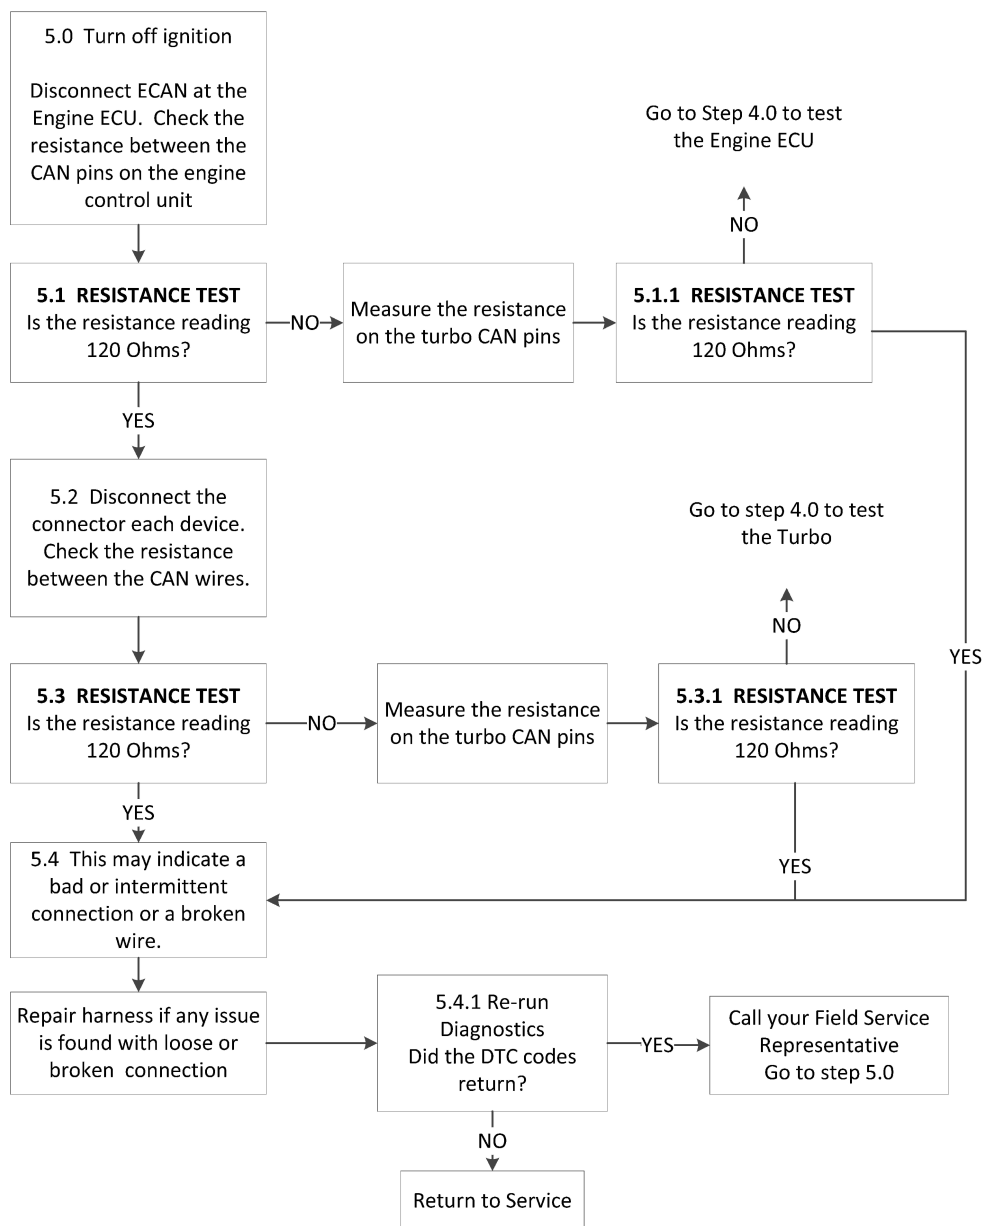 5.0 Turn off ignition
Disconnect ECAN at the
Engine ECU. Check the
resistance between the
CAN pins on the engine
control unit
Go to Step 4.0 to test
the Engine ECU
NO
5.1 RESISTANCE TEST
Is the resistance reading
120 Ohms?
NO
Measure the resistance
on the turbo CAN pins
5.1.1 RESISTANCE TEST
Is the resistance reading
120 Ohms?
YES
5.2 Disconnect the
connector each device.
Check the resistance
between the CAN wires.
Go to step 4.0 to test
the Turbo
NO
YES
5.3 RESISTANCE TEST
Is the resistance reading
120 Ohms?
NO
Measure the resistance
on the turbo CAN pins
5.3.1 RESISTANCE TEST
Is the resistance reading
120 Ohms?
YES
YES
5.4 This may indicate a
bad or intermittent
connection or a broken
wire.
Repair harness if any issue
is found with loose or
broken connection
5.4.1 Re-run
Diagnostics
Did the DTC codes
return?
YES
Call your Field Service
Representative
Go to step 5.0
NO
Return to Service